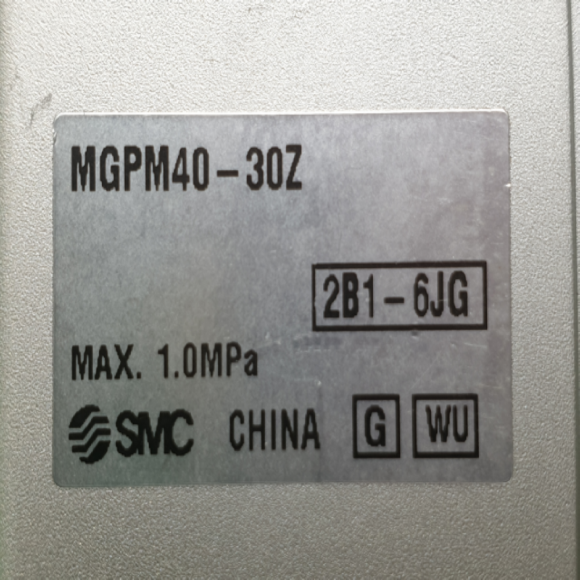 MGPM40-30Z
2B1-6JG
MAX. 1.0MPa
SMC CHINA G WU